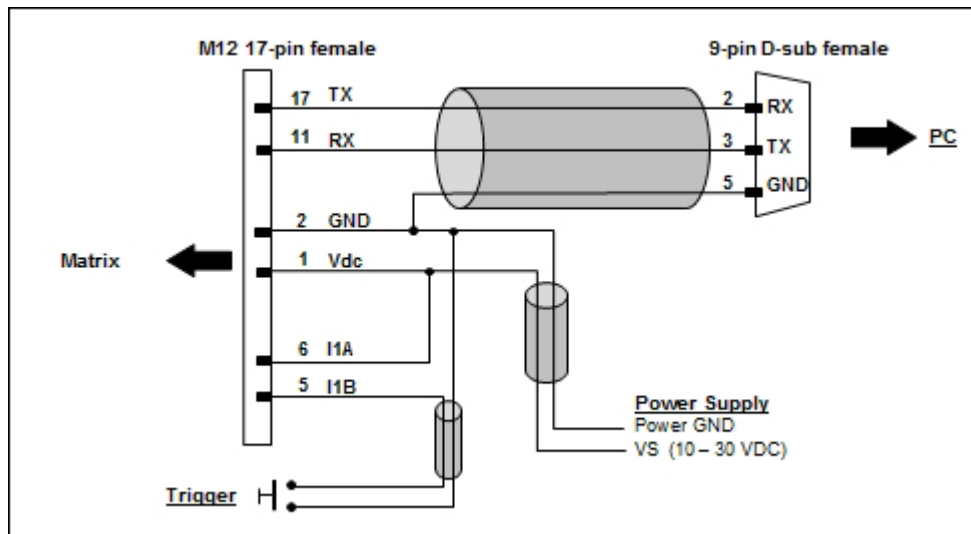 M12 17-pin female
9-pin D-sub female
17 TX
2 RX
11 RX
3 TX
PC
5 GND
2 GND
Matrix
1 Vdc
6 I1A
5 I1B
Power Supply
Power GND
VS (10 – 30 VDC)
Trigger